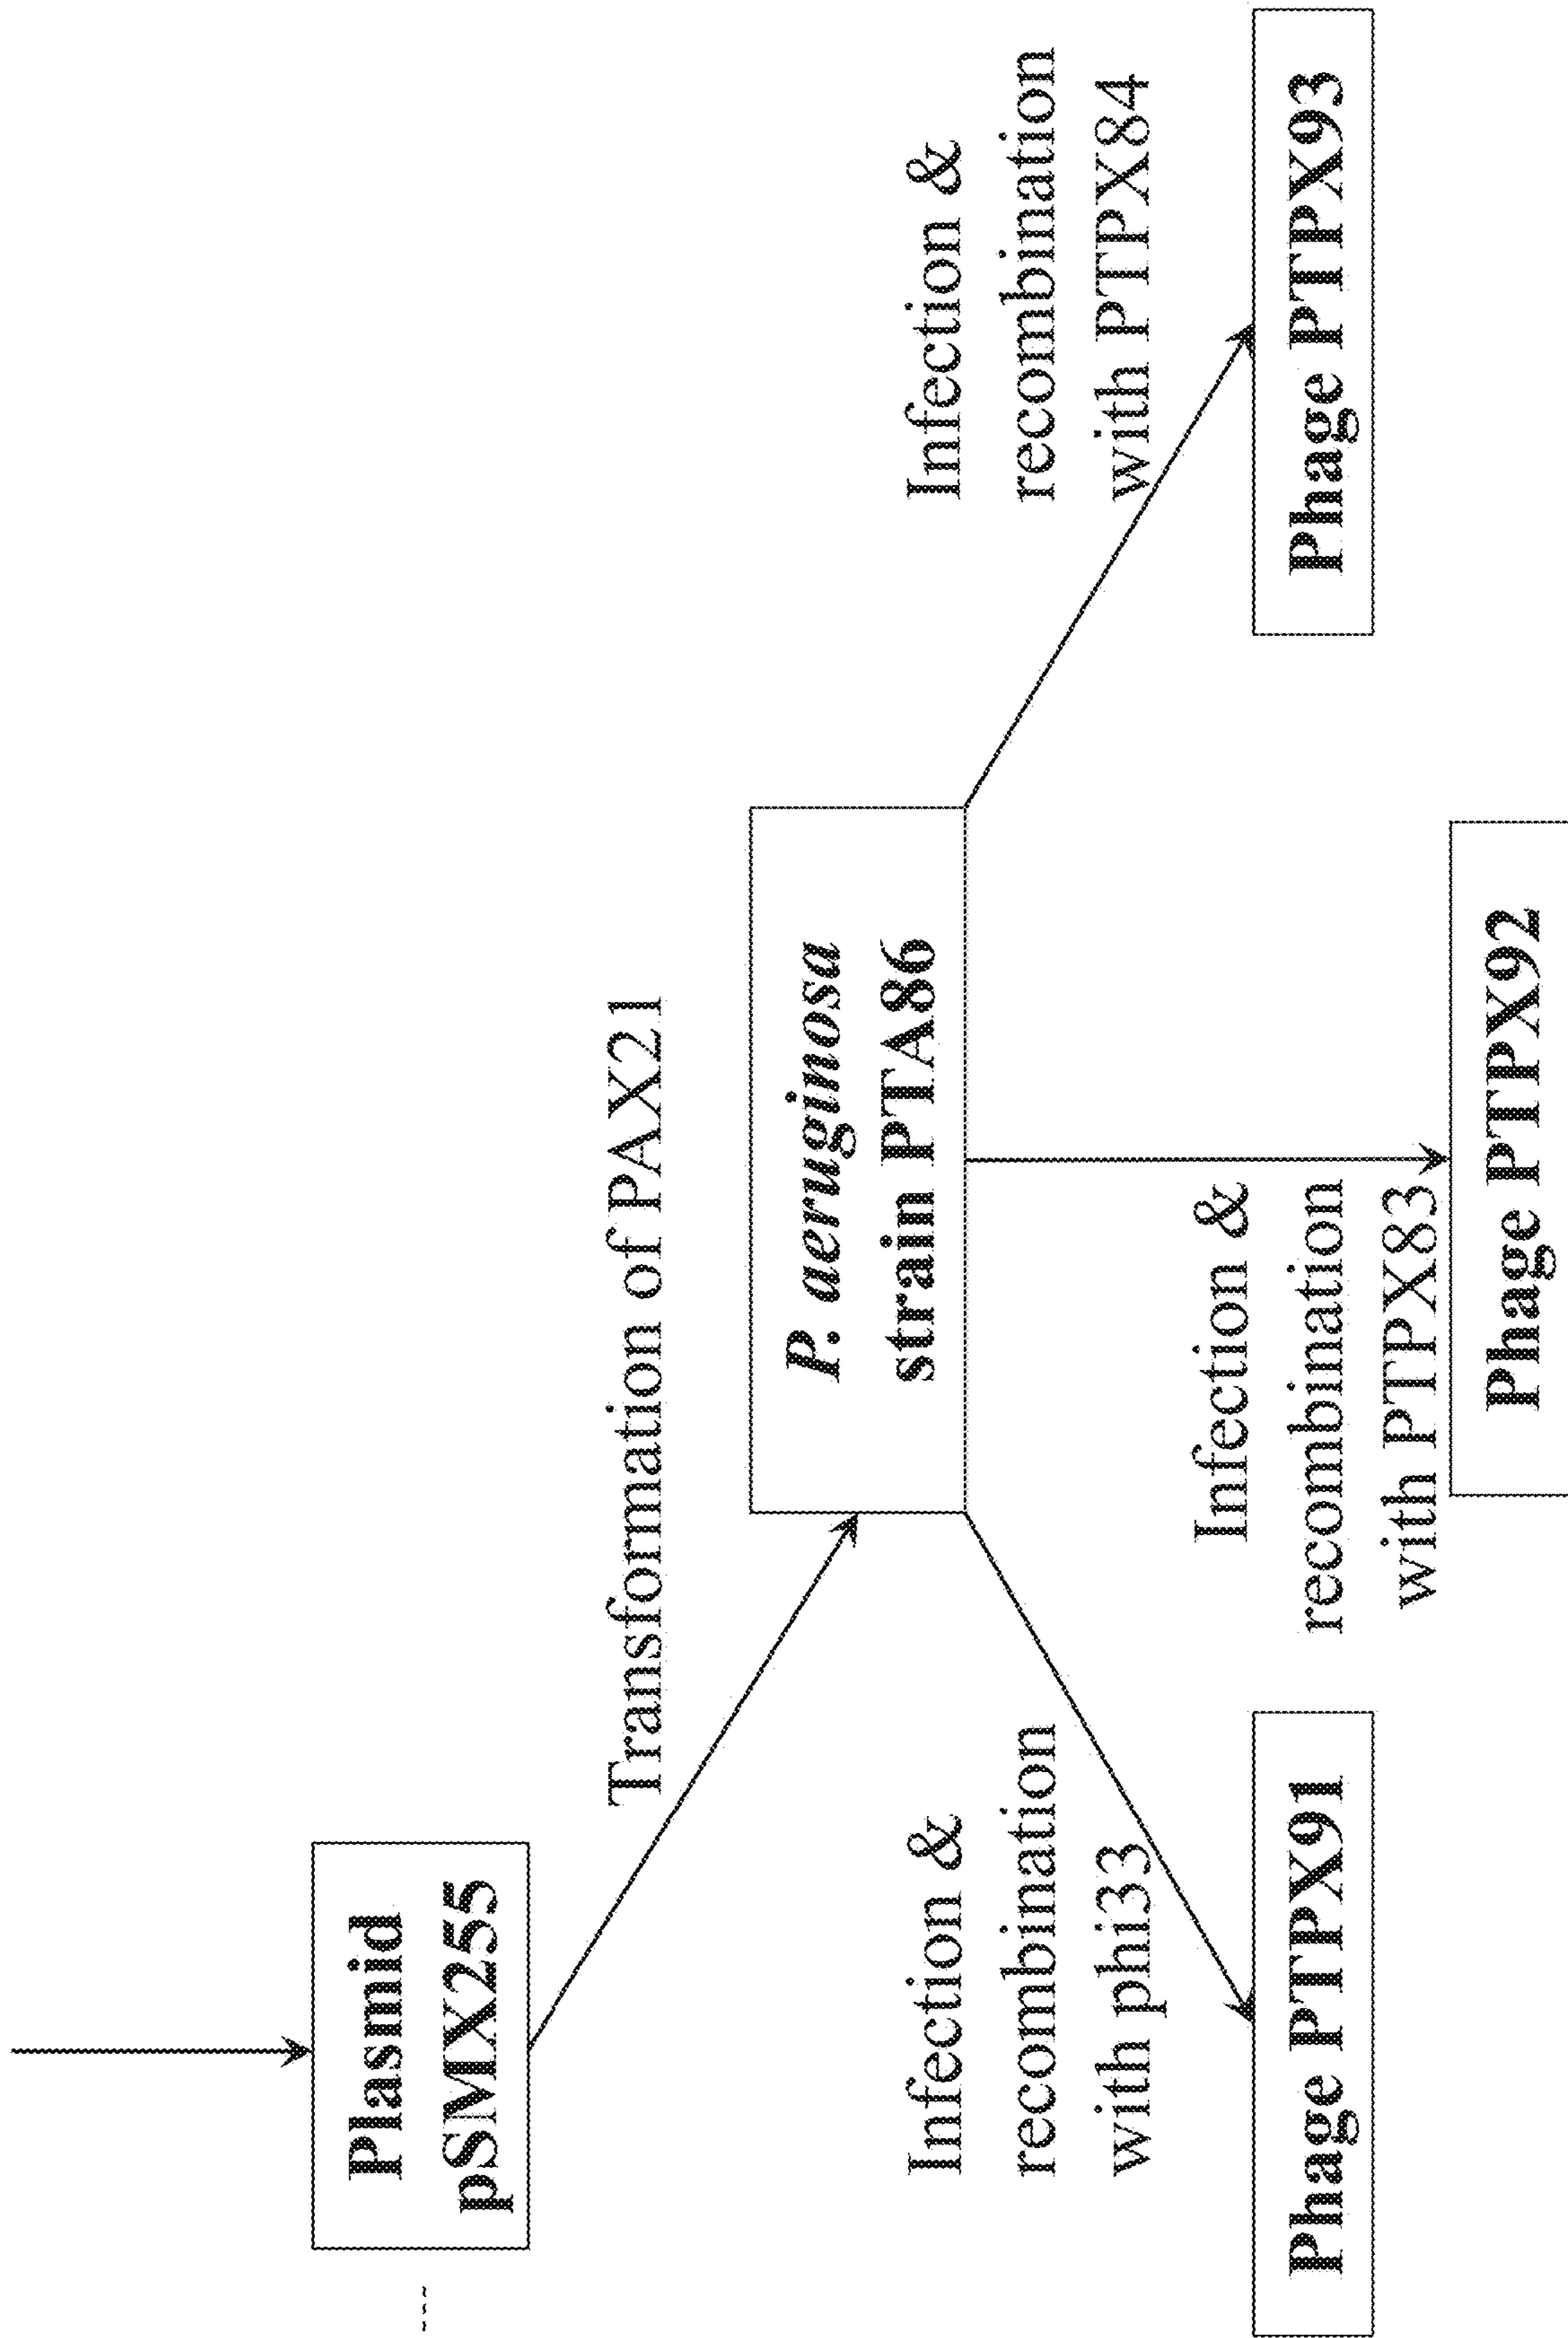 Plasmid
pSMX255
Transformation of PAX21
P. aeruginosa
strain PTA86
Infection &
recombination
with phi33
Infection &
recombination
with PTPX83
Infection &
recombination
with PTPX84
Phage PTPX91
Phage PTPX92
Phage PTPX93